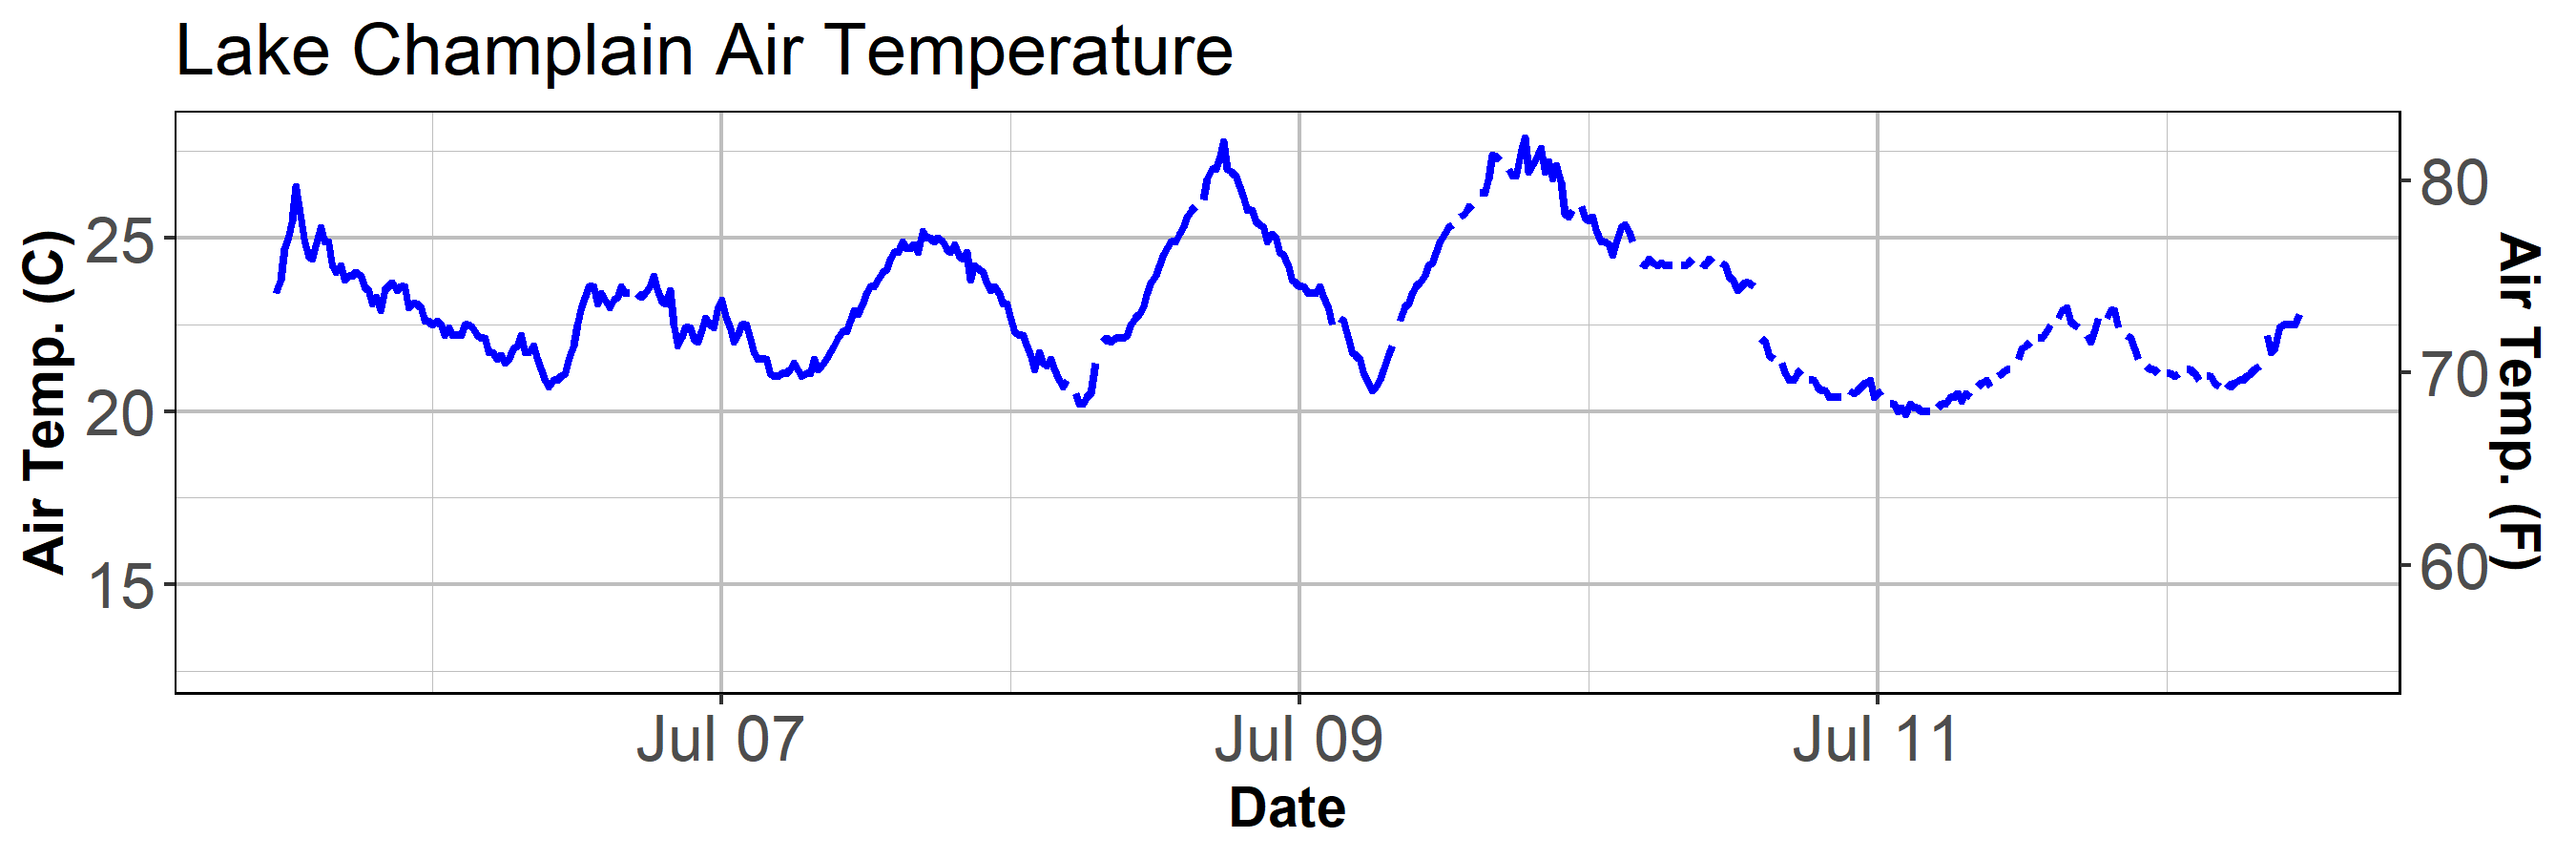 Lake Champlain Air Temperature
Air Temp. (C)
25
20
15
80
70
60
Air Temp. (F)
Jul 07
Jul 09
Jul 11
Date